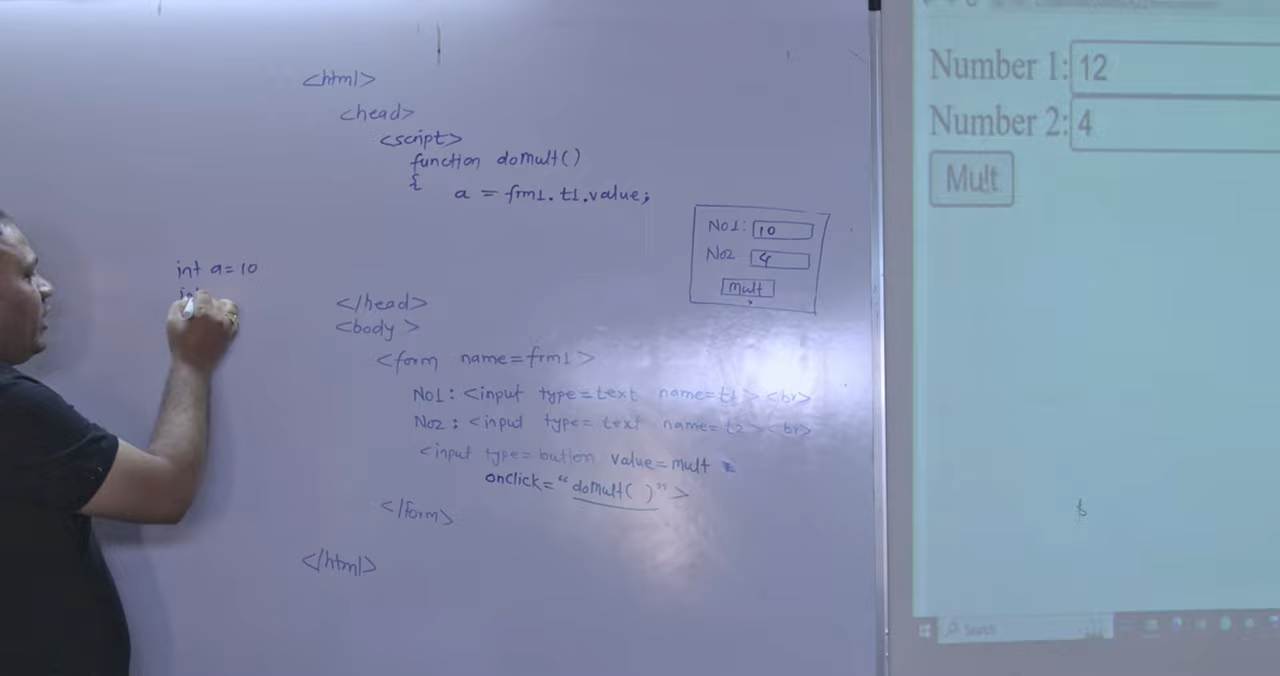 <html>
<head>
<script>
function doMult()
{ a = frm1.t1.value;
int a=10
</head>
<body>
<form name=frm1>
No1: <input type=text name=t1><br>
No2: <input type=text name=t2><br>
<input type=button value=mult
onclick="doMult( )">
</form>
</html>
No1: 10
No2 4
Mult
Number 1: 12
Number 2: 4
Mult
Search